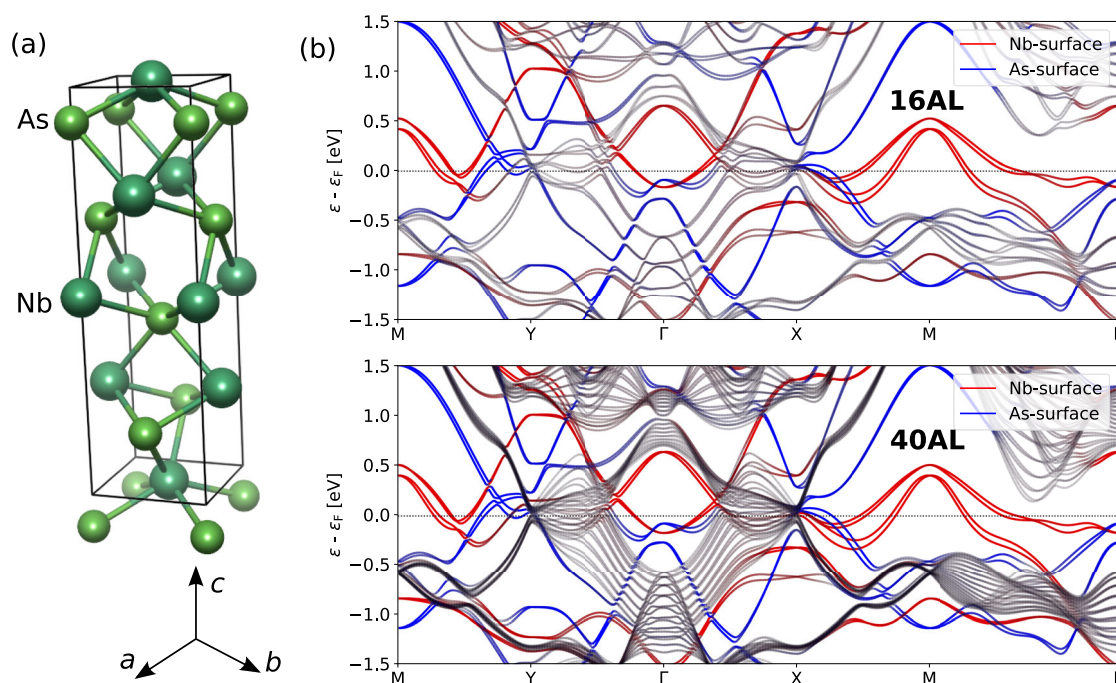 (a)
As
Nb
c
a
b
(b)
1.5
1.0
0.5
0.0
−0.5
−1.0
−1.5
ε - εF [eV]
Nb-surface
As-surface
16AL
M
Y
Γ
X
M
1.5
1.0
0.5
0.0
−0.5
−1.0
−1.5
ε - εF [eV]
Nb-surface
As-surface
40AL
M
Y
Γ
X
M